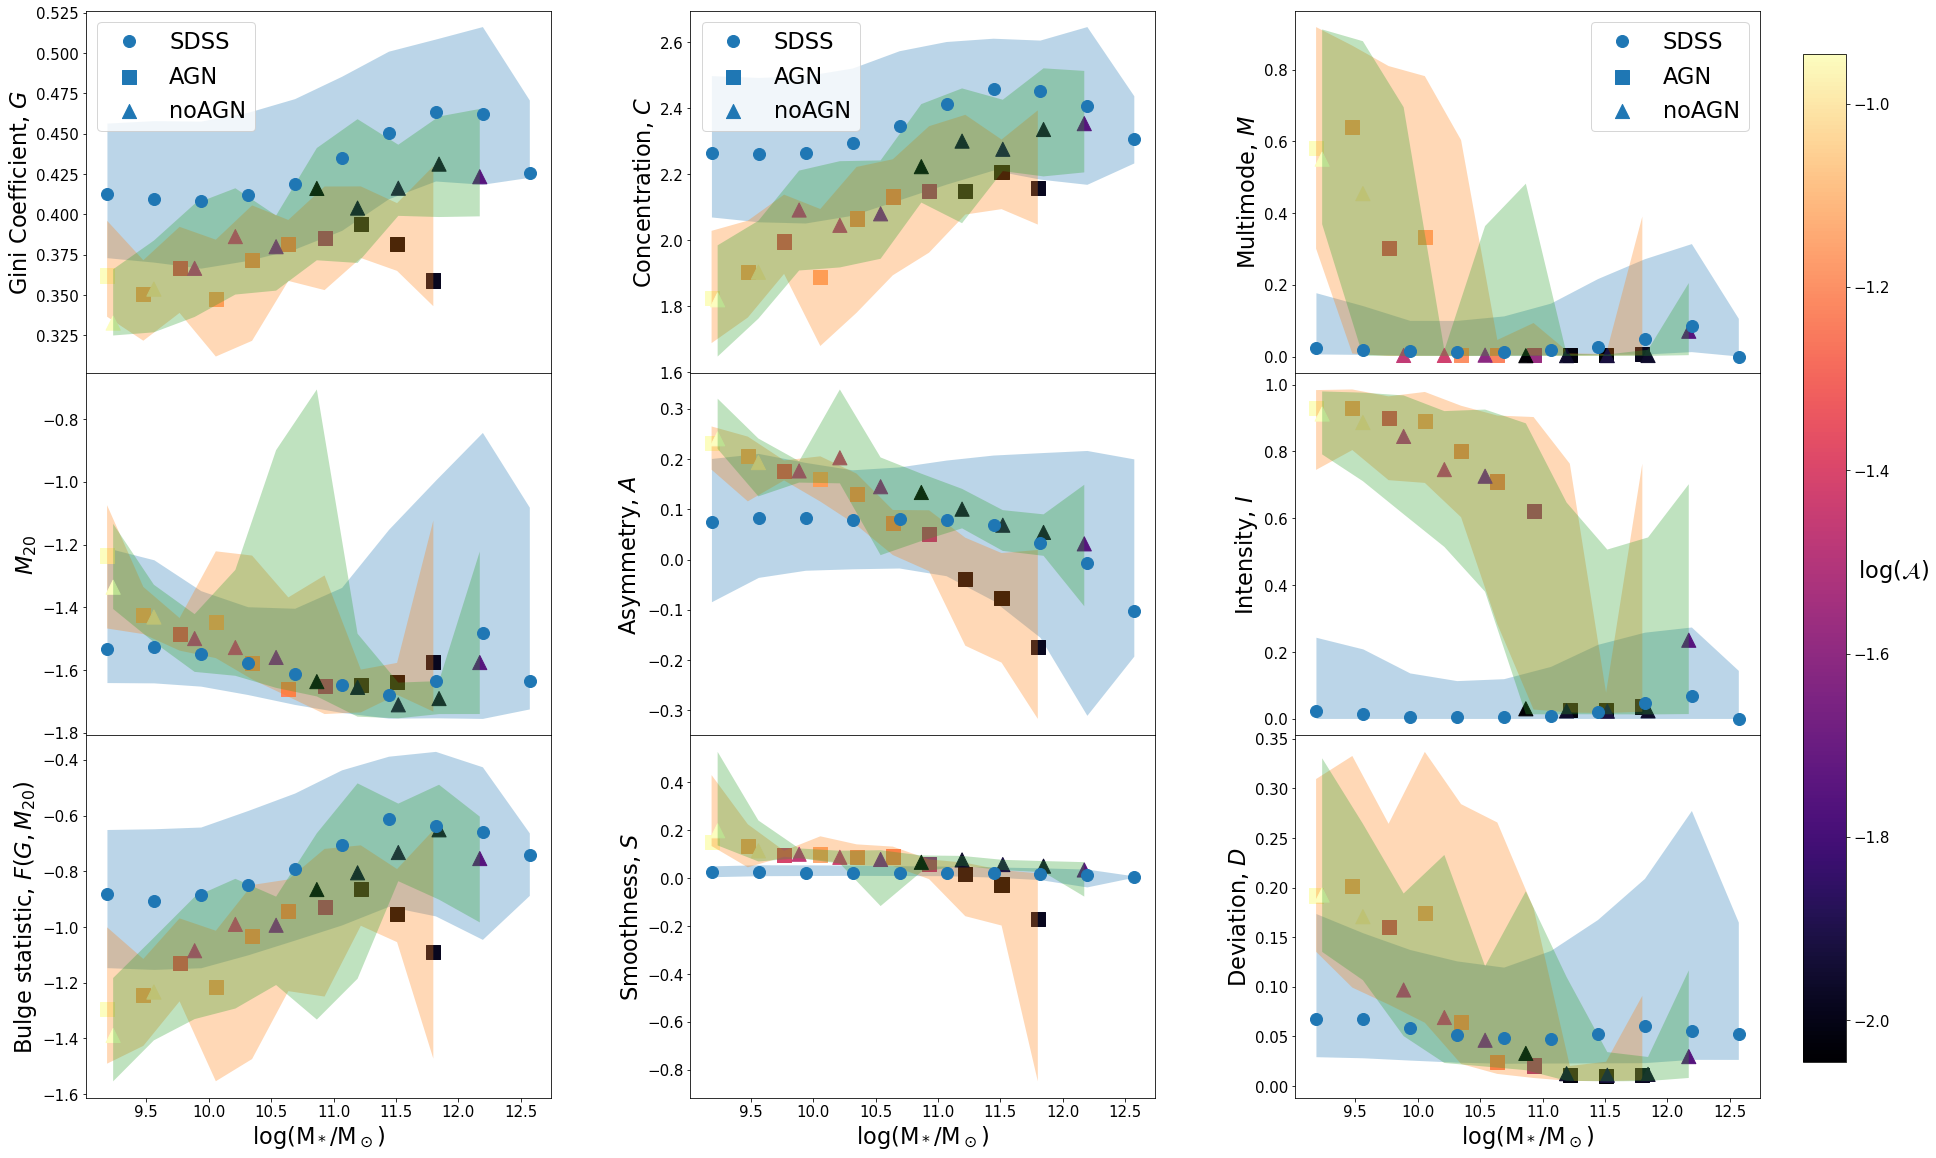 Gini Coefficient, G
0.525
0.500
0.475
0.450
0.425
0.400
0.375
0.350
0.325
SDSS
AGN
noAGN
Concentration, C
2.6
2.4
2.2
2.0
1.8
1.6
SDSS
AGN
noAGN
Multimode, M
0.8
0.6
0.4
0.2
0.0
SDSS
AGN
noAGN
M20
−0.8
−1.0
−1.2
−1.4
−1.6
−1.8
Asymmetry, A
0.3
0.2
0.1
0.0
−0.1
−0.2
−0.3
Intensity, I
1.0
0.8
0.6
0.4
0.2
0.0
Bulge statistic, F(G, M20)
−0.4
−0.6
−0.8
−1.0
−1.2
−1.4
−1.6
9.5 10.0 10.5 11.0 11.5 12.0 12.5
log(M*/M⊙)
Smoothness, S
0.4
0.2
0.0
−0.2
−0.4
−0.6
−0.8
9.5 10.0 10.5 11.0 11.5 12.0 12.5
log(M*/M⊙)
Deviation, D
0.35
0.30
0.25
0.20
0.15
0.10
0.05
0.00
9.5 10.0 10.5 11.0 11.5 12.0 12.5
log(M*/M⊙)
−1.0
−1.2
−1.4
−1.6
−1.8
−2.0
log(𝒜)